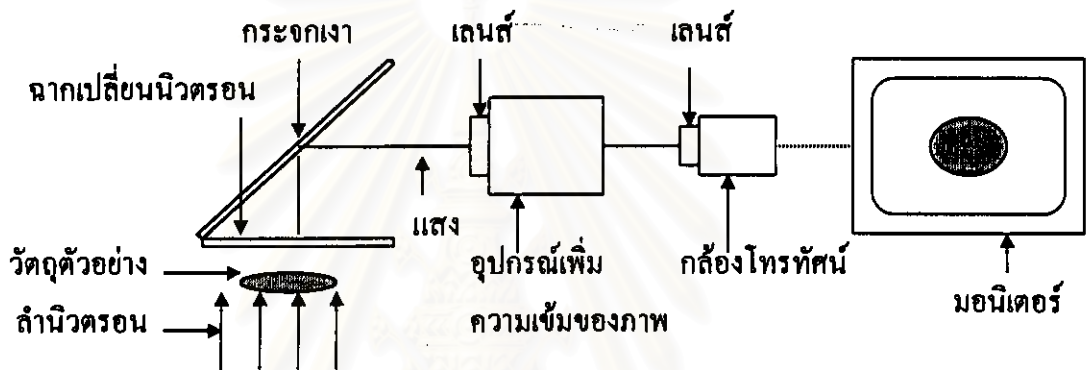 กระจกเงา
เลนส์
เลนส์
ฉากเปลี่ยนนิวตรอน
แสง
วัตถุตัวอย่าง
อุปกรณ์เพิ่ม
กล้องโทรทัศน์
ลำนิวตรอน
ความเข้มของภาพ
มอนิเตอร์